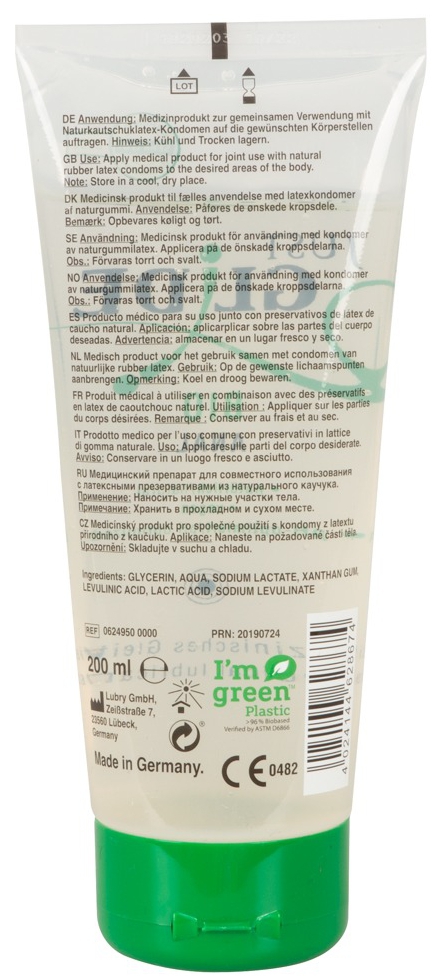 LOT
DE Anwendung: Medizinprodukt zur gemeinsamen Verwendung mit
Naturkautschuklatex-Kondomen auf die gewünschten Körperstellen
auftragen. Hinweis: Kühl und Trocken lagern.
GB Use: Apply medical product for joint use with natural
rubber latex condoms to the desired areas of the body.
Note: Store in a cool, dry place.
DK Medicinsk produkt til fælles anvendelse med latexkondomer
af naturgummi. Anvendelse: Påføres de ønskede kropsdele.
Bemærk: Opbevares køligt og tørt.
SE Användning: Medicinsk produkt för användning med kondomer
av naturgummilatex. Applicera på de önskade kroppsdelarna.
Obs.: Förvaras torrt och svalt.
NO Anvendelse: Medicinsk produkt för användning med kondomer
av naturgummilatex. Applicera på de önskade kroppsdelarna.
Obs.: Förvaras torrt och svalt.
ES Producto médico para su uso junto con preservativos de látex de
caucho natural. Aplicación: aplicarplicar sobre las partes del cuerpo
deseadas. Advertencia: almacenar en un lugar fresco y seco.
NL Medisch product voor het gebruik samen met condomen van
natuurlijke rubber latex. Gebruik: Op de gewenste lichaamspunten
aanbrengen. Opmerking: Koel en droog bewaren.
FR Produit médical à utiliser en combinaison avec des préservatifs
en latex de caoutchouc naturel. Utilisation : Appliquer sur les parties
du corps désirées. Remarque : Conserver au frais et au sec.
IT Prodotto medico per l'uso comune con preservativi in lattice
di gomma naturale. Uso: Applicaresulle parti del corpo desiderate.
Avviso: Conservare in un luogo fresco e asciutto.
RU Медицинский продукт для совместного использования
с латексными презервативами из натурального каучука.
Применение: Наносить на нужные участки тела.
Примечание: Хранить в прохладном и сухом месте.
CZ Medicinský produkt pro společné použití s kondomy z latextu
přírodního z kaučuku. Aplikace: Naneste na požadované části těla.
Upozornění: Skladujte v suchu a chladu.
Ingredients: GLYCERIN, AQUA, SODIUM LACTATE, XANTHAN GUM,
LEVULINIC ACID, LACTIC ACID, SODIUM LEVULINATE
REF 0624950 0000 PRN: 20190724
200 ml ℮
I'm
green™
Plastic
>96 % Biobased
Verified by ASTM D6866
Lubry GmbH,
Zeißstraße 7,
23560 Lübeck,
Germany
Made in Germany.
CE 0482
4 024144 628674